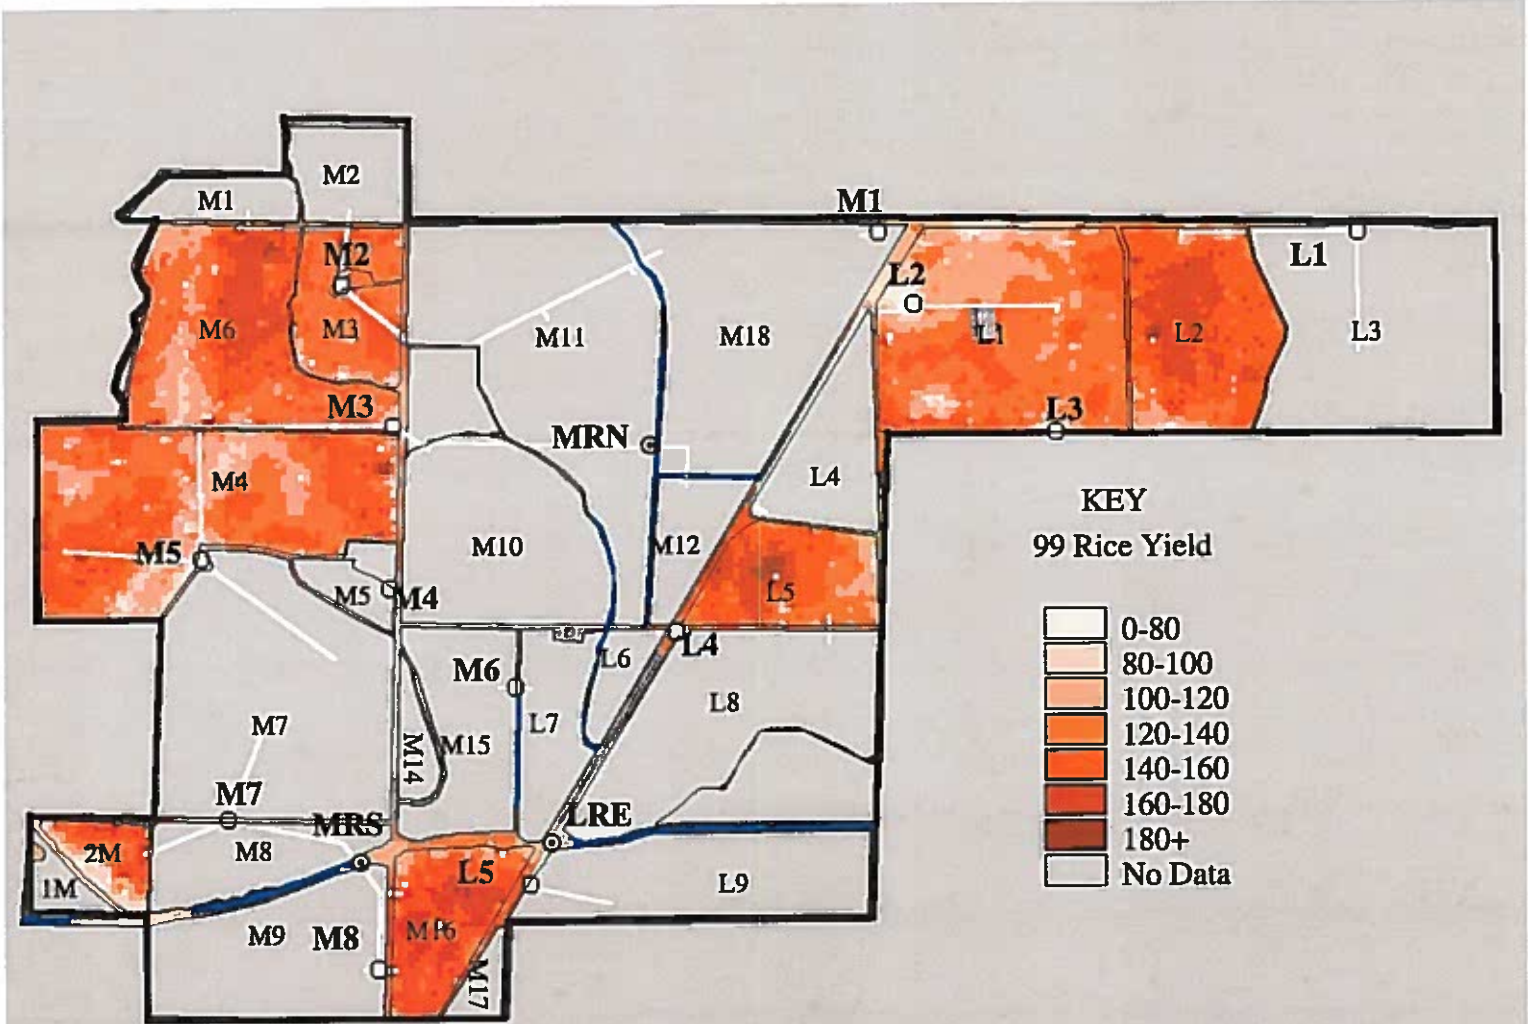 M2
M1
M1
M2
L2
L1
M6
M3
M11
M18
L1
L2
L3
M3
L3
MRN
M4
L4
KEY
99 Rice Yield
M5
M10
M12
M5
M4
L5
0-80
L4
L6
80-100
M6
L8
100-120
M7
L7
120-140
M14
M15
140-160
M7
160-180
MRS
LRE
180+
2M
M8
L5
No Data
1M
L9
M9
M8
M16
M17